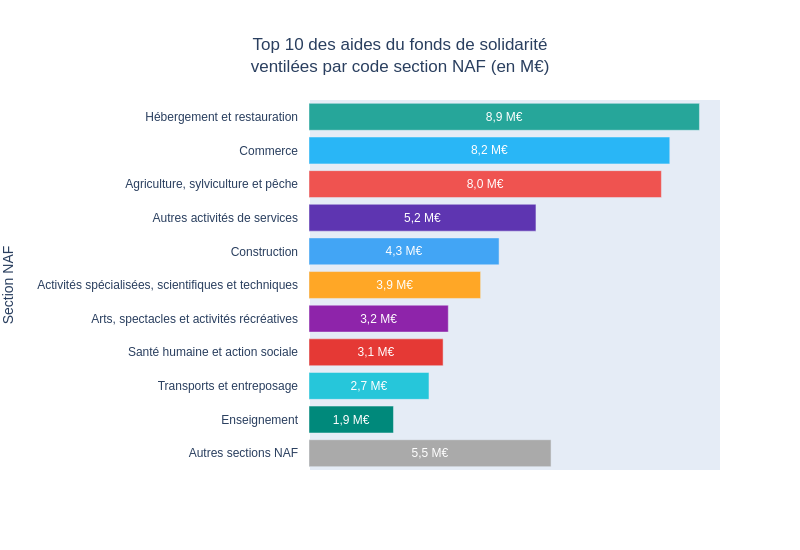 Top 10 des aides du fonds de solidarité
ventilées par code section NAF (en M€)
Section NAF
Hébergement et restauration 8,9 M€
Commerce 8,2 M€
Agriculture, sylviculture et pêche 8,0 M€
Autres activités de services 5,2 M€
Construction 4,3 M€
Activités spécialisées, scientifiques et techniques 3,9 M€
Arts, spectacles et activités récréatives 3,2 M€
Santé humaine et action sociale 3,1 M€
Transports et entreposage 2,7 M€
Enseignement 1,9 M€
Autres sections NAF 5,5 M€